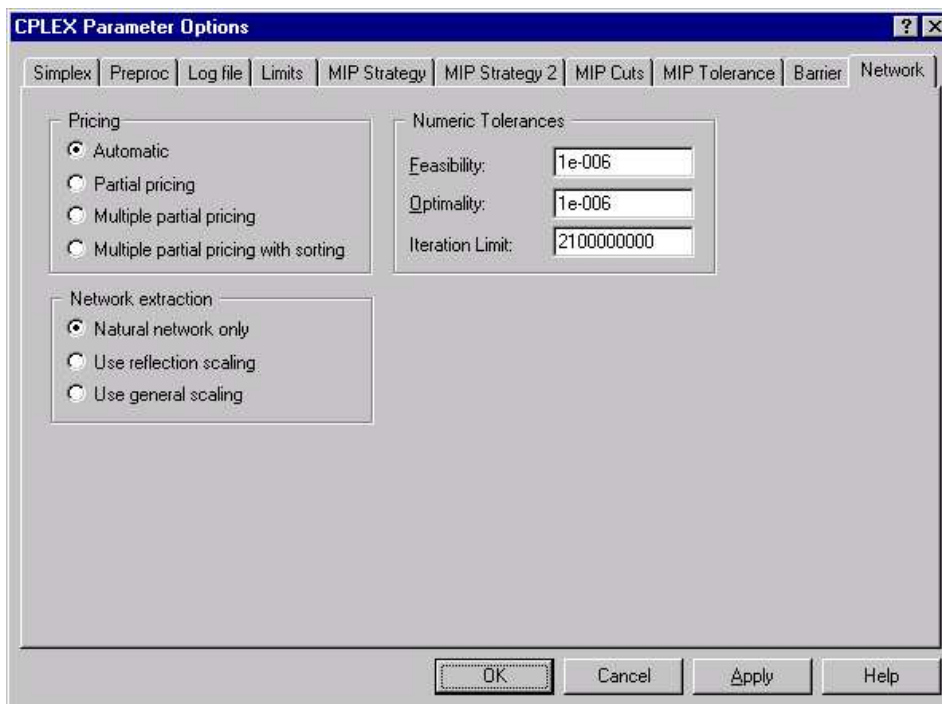 CPLEX Parameter Options
Simplex Preproc Log file Limits MIP Strategy MIP Strategy 2 MIP Cuts MIP Tolerance Barrier Network
Pricing
Automatic
Partial pricing
Multiple partial pricing
Multiple partial pricing with sorting
Numeric Tolerances
Feasibility: 1e-006
Optimality: 1e-006
Iteration Limit: 2100000000
Network extraction
Natural network only
Use reflection scaling
Use general scaling
OK Cancel Apply Help